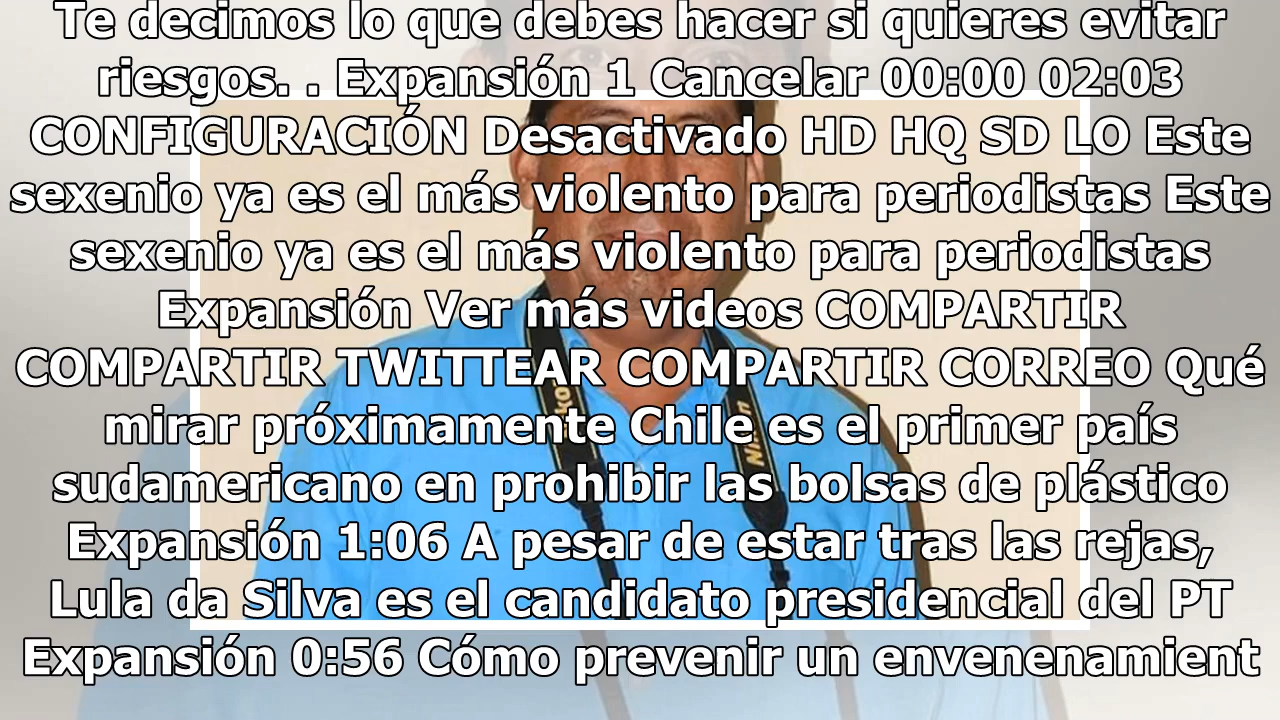 Te decimos lo que debes hacer si quieres evitar
riesgos. . Expansión 1 Cancelar 00:00 02:03
CONFIGURACIÓN Desactivado HD HQ SD LO Este
sexenio ya es el más violento para periodistas Este
sexenio ya es el más violento para periodistas
Expansión Ver más videos COMPARTIR
COMPARTIR TWITTEAR COMPARTIR CORREO Qué
mirar próximamente Chile es el primer país
sudamericano en prohibir las bolsas de plástico
Expansión 1:06 A pesar de estar tras las rejas,
Lula da Silva es el candidato presidencial del PT
Expansión 0:56 Cómo prevenir un envenenamient